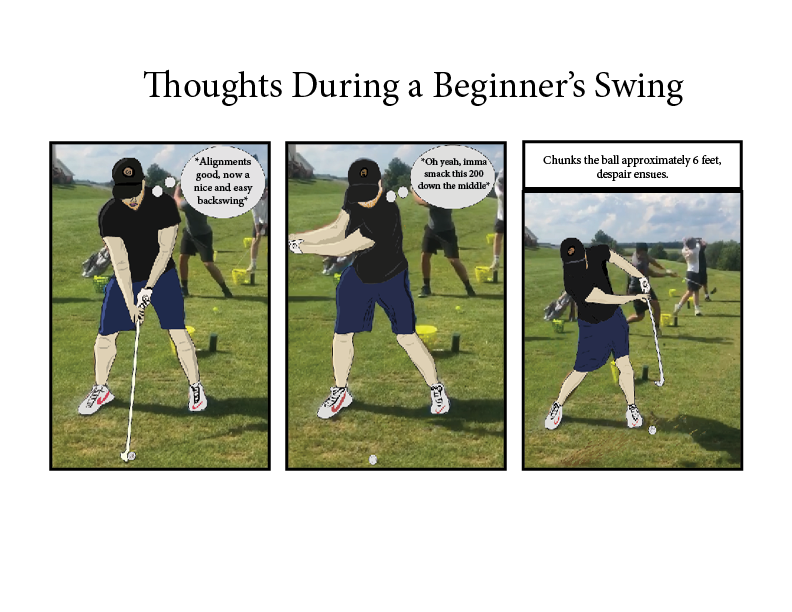 Thoughts During a Beginner's Swing
*Alignments
good, now a
nice and easy
backswing*
*Oh yeah, imma
smack this 200
down the middle*
Chunks the ball approximately 6 feet,
despair ensues.